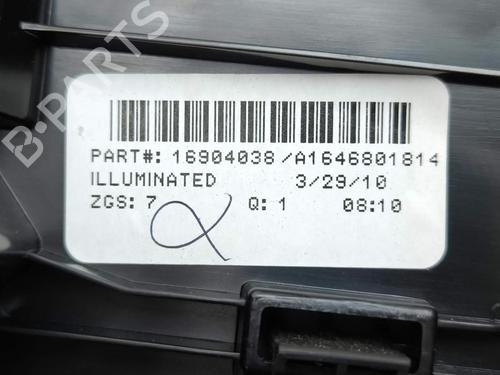 B-PARTS
PART#: 16904038/A1646801814
ILLUMINATED 3/29/10
ZGS: 7 Q: 1 08:10